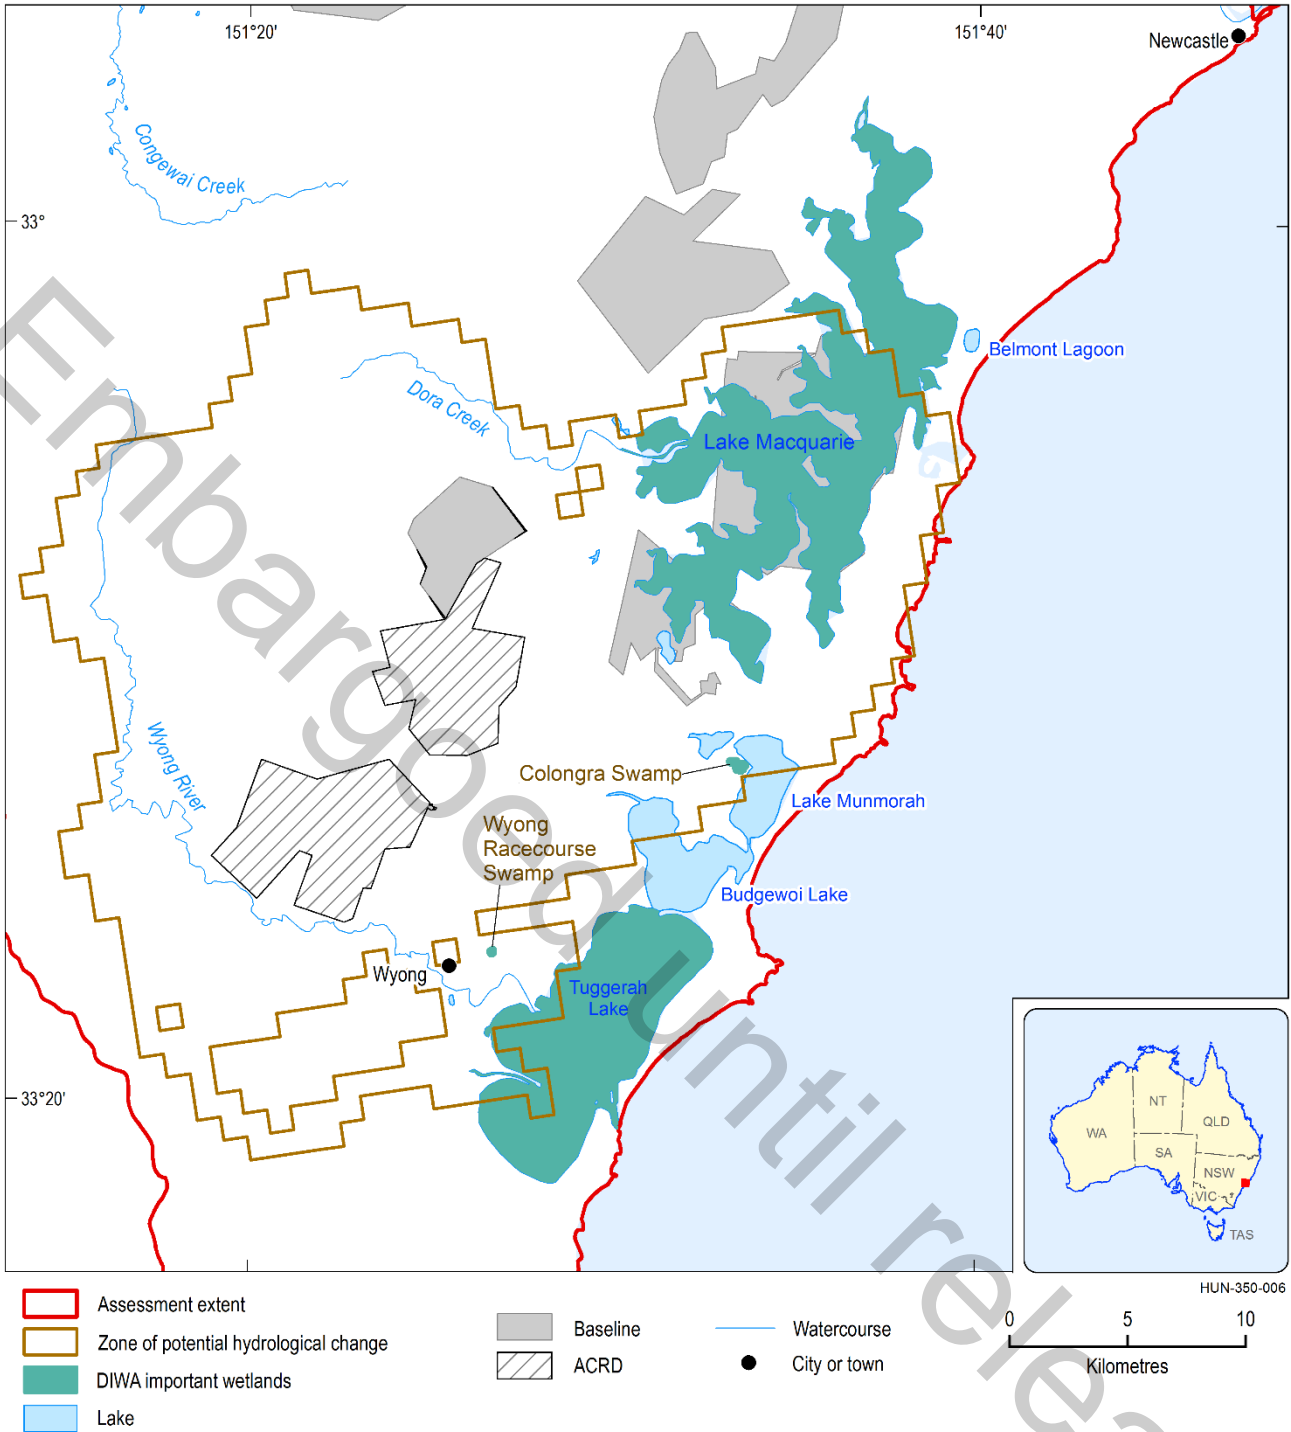 151°20'
151°40'
Newcastle
Congewai Creek
33°
Belmont Lagoon
Dora Creek
Lake Macquarie
Wyong River
Colongra Swamp
Lake Munmorah
Wyong
Racecourse
Swamp
Budgewoi Lake
Wyong
Tuggerah
Lake
33°20'
Embargoed until relea
NT
QLD
WA
SA
NSW
VIC
TAS
HUN-350-006
Assessment extent
Zone of potential hydrological change
DIWA important wetlands
Lake
Baseline
ACRD
Watercourse
City or town
0 5 10
Kilometres